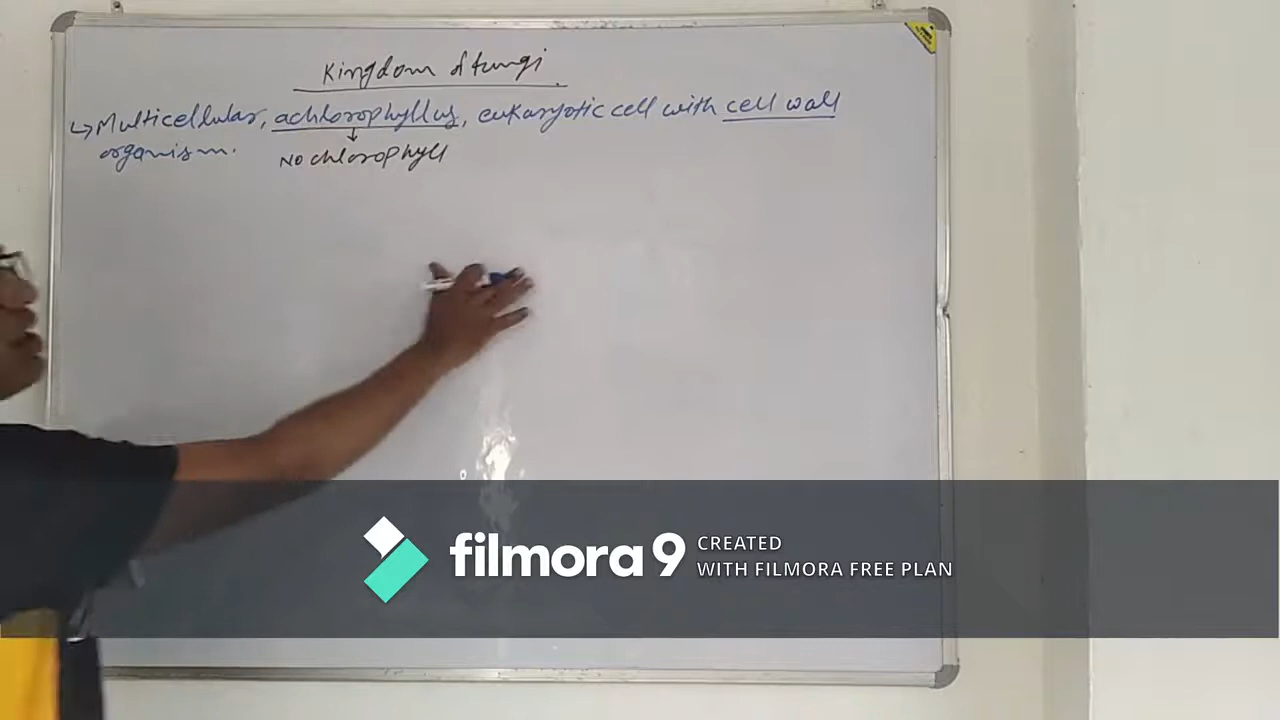 Kingdom of fungi
↳ Multicellular, achlorophyllus, eukaryotic cell with cell wall
organism.
↓
No chlorophyll
filmora 9
CREATED
WITH FILMORA FREE PLAN